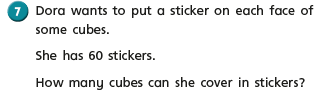 7 Dora wants to put a sticker on each face of
some cubes.
She has 60 stickers.
How many cubes can she cover in stickers?